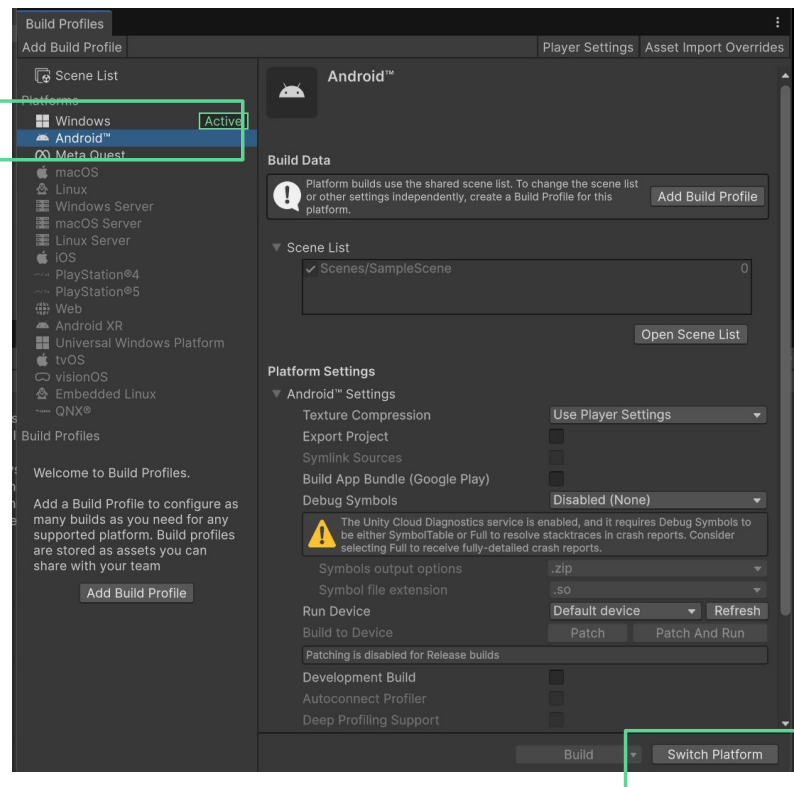 Build Profiles
Add Build Profile
Player Settings
Asset Import Overrides
Scene List
Platforms
Windows
Active
Android™
Meta Quest
macOS
Linux
Windows Server
macOS Server
Linux Server
iOS
PlayStation®4
PlayStation®5
Web
Android XR
Universal Windows Platform
tvOS
visionOS
Embedded Linux
QNX®
Build Profiles
Welcome to Build Profiles.
Add a Build Profile to configure as
many builds as you need for any
supported platform. Build profiles
are stored as assets you can
share with your team
Add Build Profile
Android™
Build Data
Platform builds use the shared scene list. To change the scene list
or other settings independently, create a Build Profile for this
platform.
Add Build Profile
Scene List
Scenes/SampleScene 0
Open Scene List
Platform Settings
Android™ Settings
Texture Compression Use Player Settings
Export Project
Symlink Sources
Build App Bundle (Google Play)
Debug Symbols Disabled (None)
The Unity Cloud Diagnostics service is enabled, and it requires Debug Symbols to
be either SymbolTable or Full to resolve stacktraces in crash reports. Consider
selecting Full to receive fully-detailed crash reports.
Symbols output options .zip
Symbol file extension .so
Run Device Default device Refresh
Build to Device Patch Patch And Run
Patching is disabled for Release builds
Development Build
Autoconnect Profiler
Deep Profiling Support
Build Switch Platform